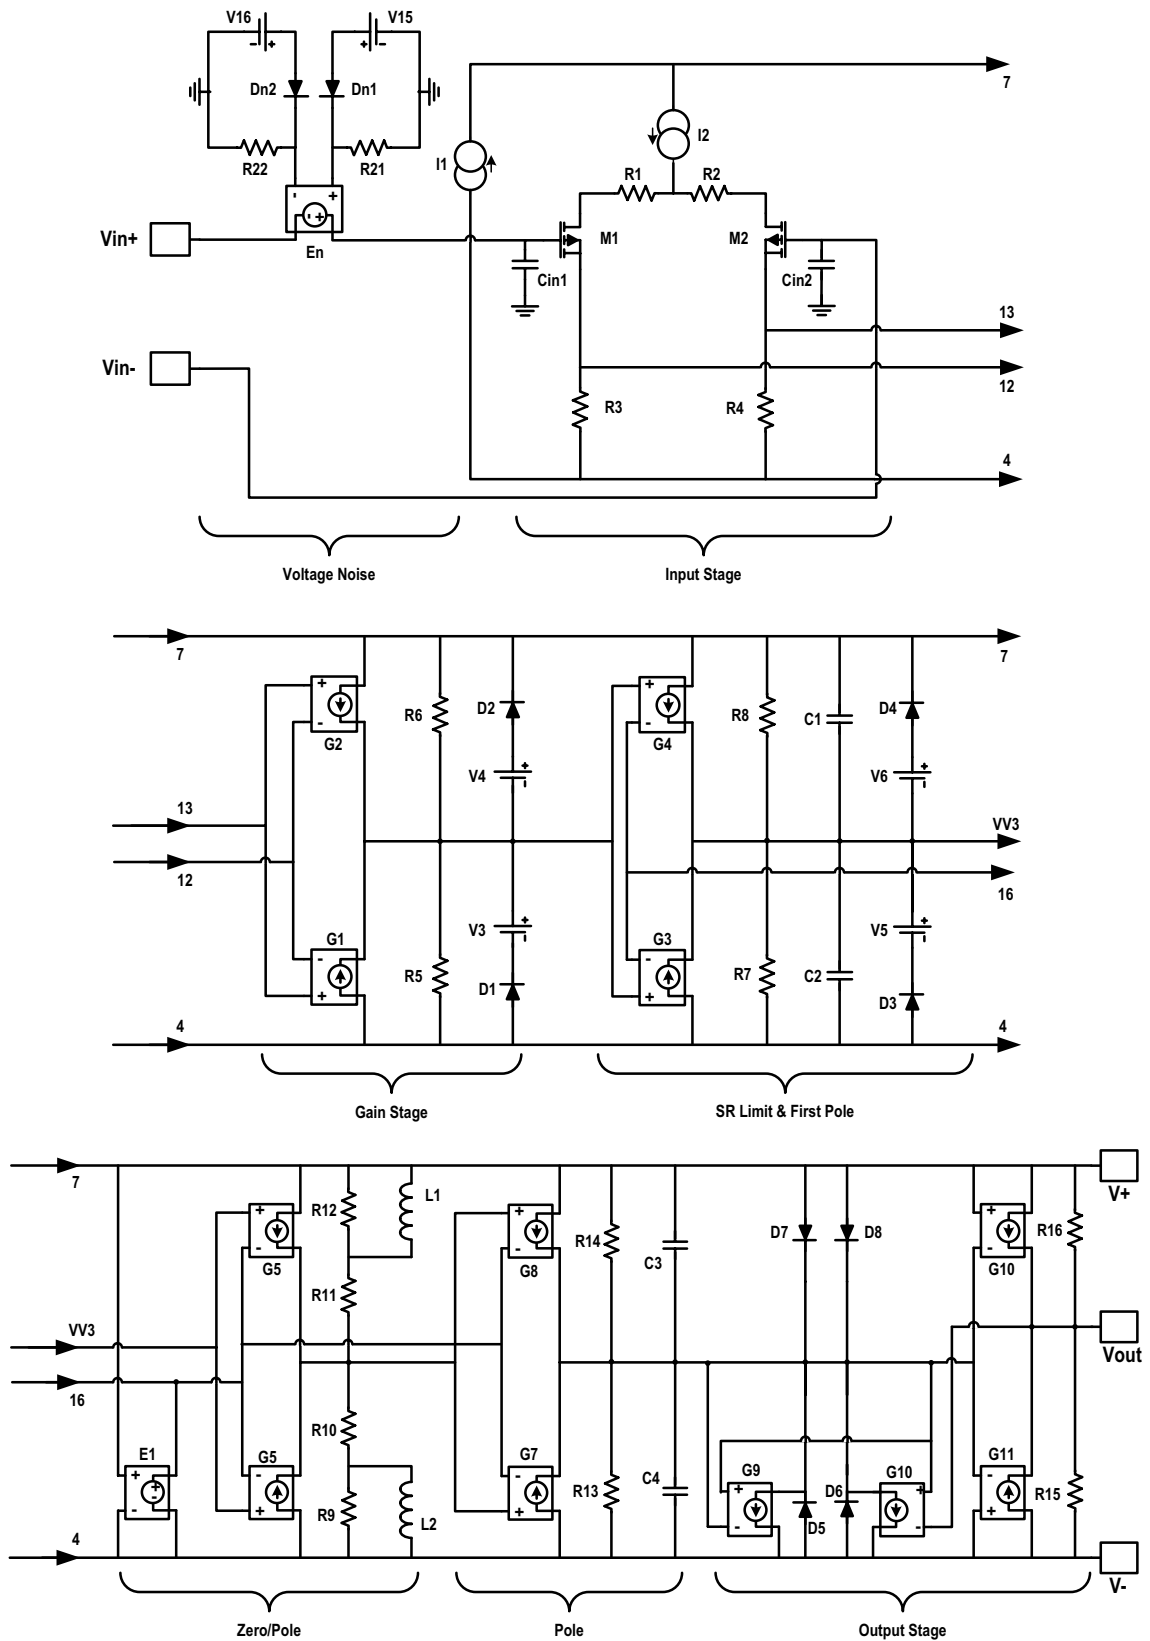 V16 V15
- + + -
Dn2 Dn1
R22 R21
- +
- +
En
Vin+
Vin-
I1
I2
R1 R2
M1 M2
Cin1 Cin2
R3 R4
7
13
12
4
Voltage Noise
Input Stage
7 7
+
-
G2
R6
D2
V4 +
-
+
-
G4
R8
C1
D4
V6 +
-
13
12
VV3
16
G1
-
+
R5
V3 +
-
D1
G3
-
+
R7
C2
V5 +
-
D3
4 4
Gain Stage
SR Limit & First Pole
7
V+
+
-
G5
R12
L1
R11
+
-
G8
R14
C3
D7 D8
+
-
G10
R16
VV3
16
Vout
E1
+ +
- -
G5
-
+
R10
R9
L2
G7
-
+
R13
C4
G9
+
-
D5
D6
G10
+
-
G11
-
+
R15
4
V-
Zero/Pole
Pole
Output Stage